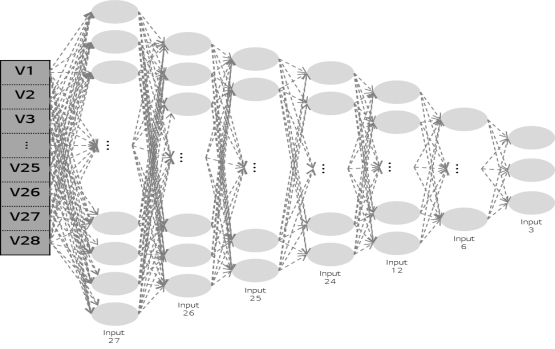 V1
V2
V3
⋮
V25
V26
V27
V28
...
...
...
...
...
...
Input
27
Input
26
Input
25
Input
24
Input
12
Input
6
Input
3